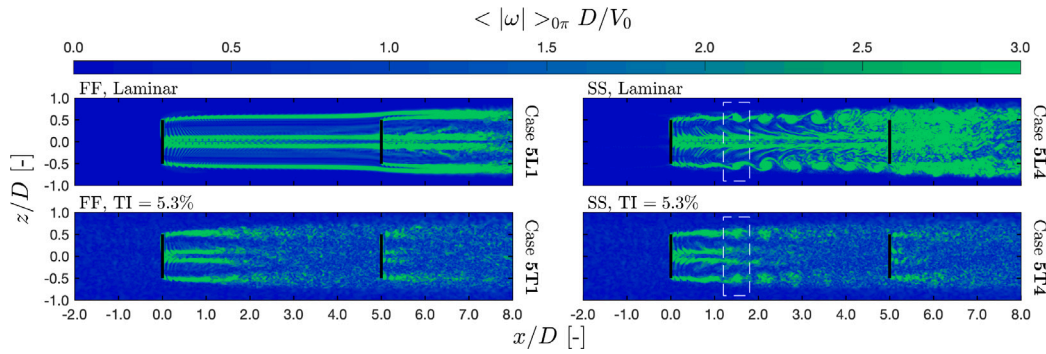 < |ω| >₀π D/V₀
0.0 0.5 1.0 1.5 2.0 2.5 3.0
FF, Laminar
SS, Laminar
1.0
0.5
0.0
-0.5
-1.0
Case 5L1
Case 5L4
z/D [-]
FF, TI = 5.3%
SS, TI = 5.3%
1.0
0.5
0.0
-0.5
-1.0
Case 5T1
Case 5T4
-2.0 -1.0 0.0 1.0 2.0 3.0 4.0 5.0 6.0 7.0 8.0
-2.0 -1.0 0.0 1.0 2.0 3.0 4.0 5.0 6.0 7.0 8.0
x/D [-]